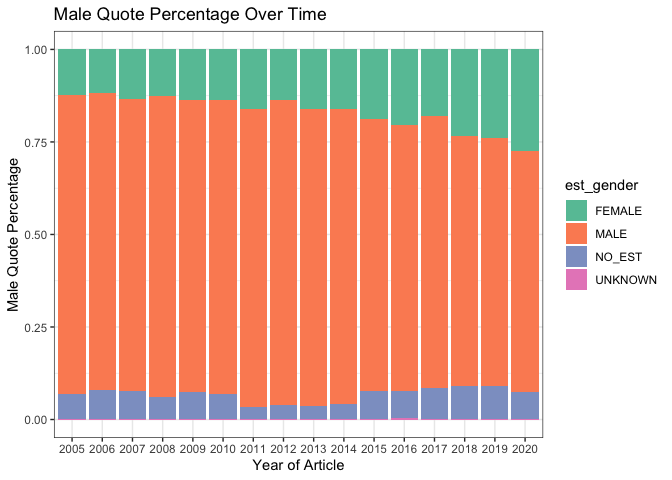 Male Quote Percentage Over Time
Male Quote Percentage
1.00
0.75
0.50
0.25
0.00
2005 2006 2007 2008 2009 2010 2011 2012 2013 2014 2015 2016 2017 2018 2019 2020
Year of Article
est_gender
FEMALE
MALE
NO_EST
UNKNOWN